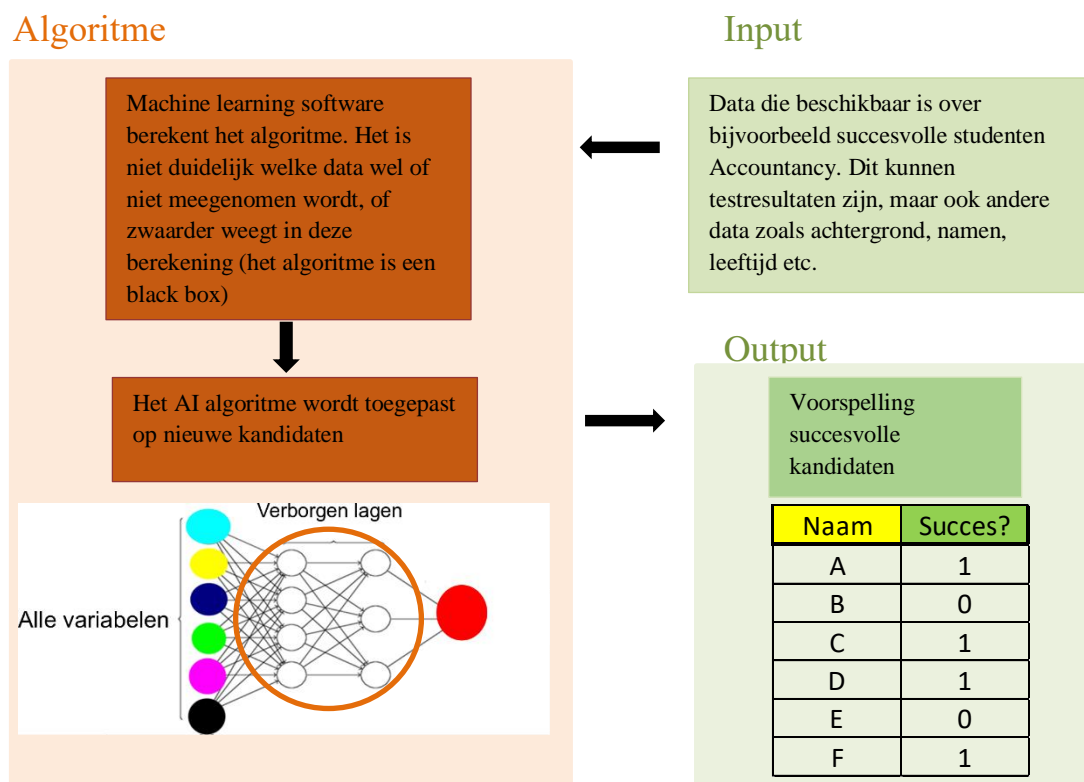 Algoritme
Machine learning software
berekent het algoritme. Het is
niet duidelijk welke data wel of
niet meegenomen wordt, of
zwaarder weegt in deze
berekening (het algoritme is een
black box)
Het AI algoritme wordt toegepast
op nieuwe kandidaten
Verborgen lagen
Alle variabelen
Input
Data die beschikbaar is over
bijvoorbeeld succesvolle studenten
Accountancy. Dit kunnen
testresultaten zijn, maar ook andere
data zoals achtergrond, namen,
leeftijd etc.
Output
Voorspelling
succesvolle
kandidaten
Naam Succes?
A 1
B 0
C 1
D 1
E 0
F 1